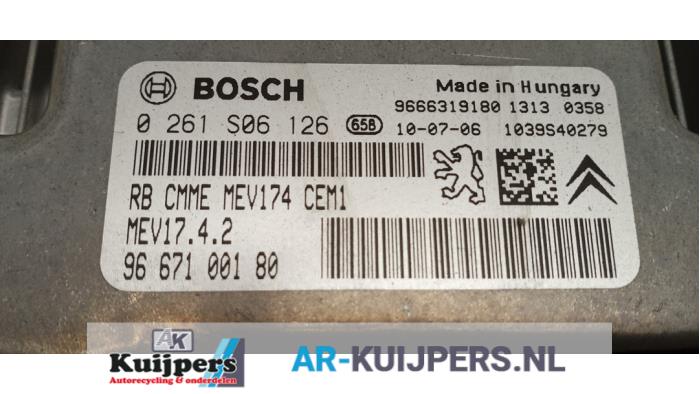 BOSCH
Made in Hungary
9666319180 1313 0358
0 261 S06 126 658 10-07-06 1039S40279
RB CMME MEV174 CEM1
MEV17.4.2
96 671 001 80
AK
Kuijpers
Autorecycling & onderdelen
AR-KUIJPERS.NL